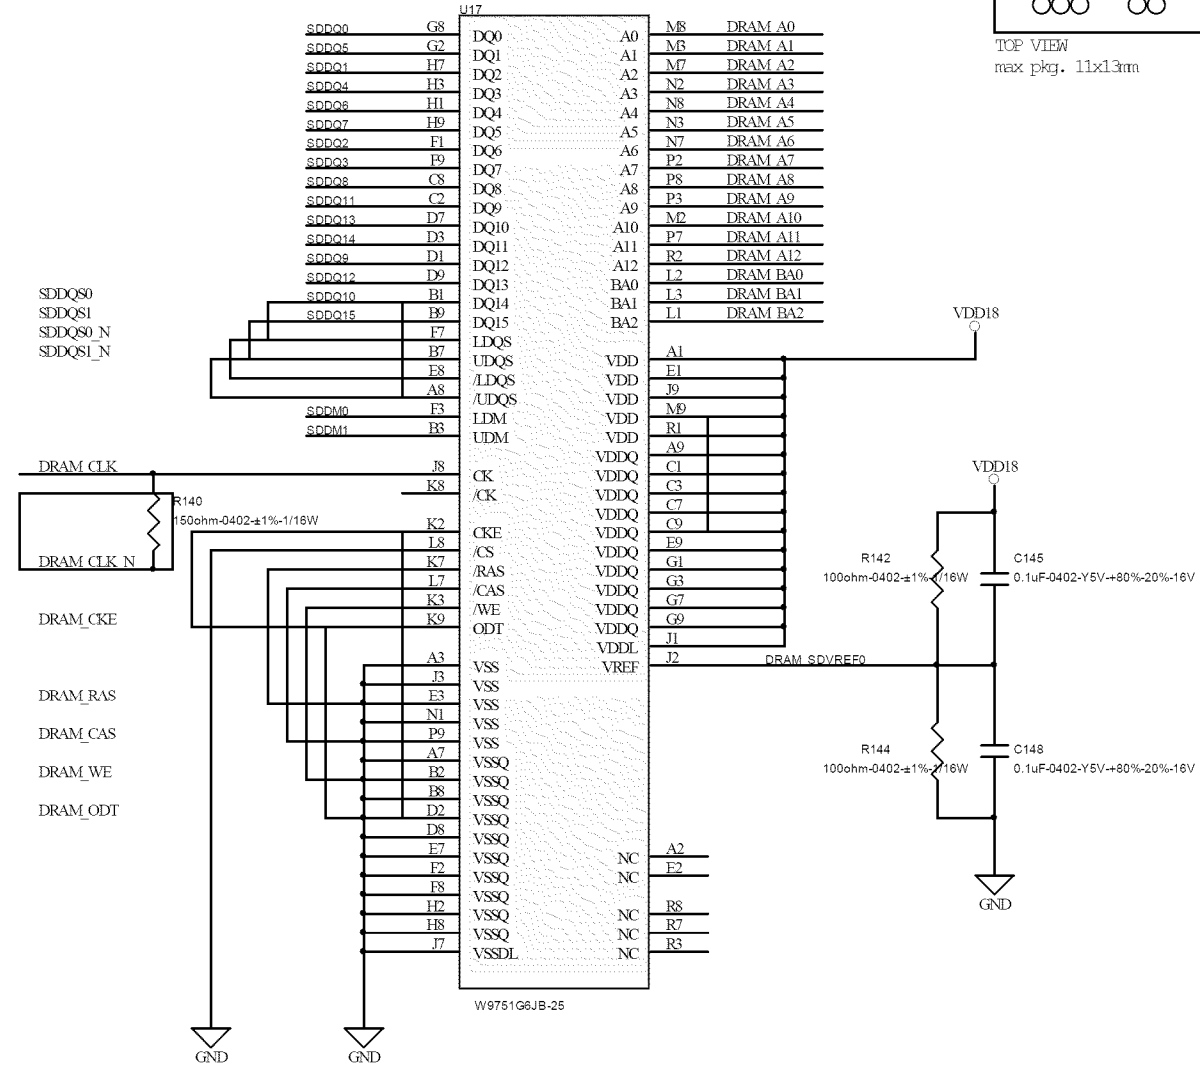 U17
TOP VIEW
max pkg. 11x13mm
SDDQ0 G8 DQ0 A0 M8 DRAM A0
SDDQ5 G2 DQ1 A1 M3 DRAM A1
SDDQ1 H7 DQ2 A2 M7 DRAM A2
SDDQ4 H3 DQ3 A3 N2 DRAM A3
SDDQ6 H1 DQ4 A4 N8 DRAM A4
SDDQ7 H9 DQ5 A5 N3 DRAM A5
SDDQ2 F1 DQ6 A6 N7 DRAM A6
SDDQ3 F9 DQ7 A7 P2 DRAM A7
SDDQ8 C8 DQ8 A8 P8 DRAM A8
SDDQ11 C2 DQ9 A9 P3 DRAM A9
SDDQ13 D7 DQ10 A10 M2 DRAM A10
SDDQ14 D3 DQ11 A11 P7 DRAM A11
SDDQ9 D1 DQ12 A12 R2 DRAM A12
SDDQ12 D9 DQ13 BA0 L2 DRAM BA0
SDDQS0 SDDQ10 B1 DQ14 BA1 L3 DRAM BA1
SDDQS1 SDDQ15 B9 DQ15 BA2 L1 DRAM BA2 VDD18
SDDQS0_N F7 LDQS
SDDQS1_N B7 UDQS VDD A1
E8 /LDQS VDD E1
A8 /UDQS VDD J9
SDDM0 F3 LDM VDD M9
SDDM1 B3 UDM VDD R1
VDDQ A9
DRAM CLK J8 CK VDDQ C1 VDD18
K8 /CK VDDQ C3
R140
150ohm-0402-±1%-1/16W
VDDQ C7
K2 CKE VDDQ C9
L8 /CS VDDQ E9
DRAM CLK N K7 /RAS VDDQ G1 R142 C145
100ohm-0402-±1%-1/16W 0.1uF-0402-Y5V-+80%-20%-16V
L7 /CAS VDDQ G3
K3 /WE VDDQ G7
DRAM_CKE K9 ODT VDDQ G9
VDDL J1
A3 VSS VREF J2 DRAM SDVREF0
J3 VSS
DRAM_RAS E3 VSS
N1 VSS
DRAM_CAS P9 VSS
A7 VSSQ R144 C148
DRAM_WE B2 VSSQ 100ohm-0402-±1%-1/16W 0.1uF-0402-Y5V-+80%-20%-16V
B8 VSSQ
DRAM_ODT D2 VSSQ
D8 VSSQ
E7 VSSQ NC A2
F2 VSSQ NC E2
F8 VSSQ
H2 VSSQ NC R8 GND
H8 VSSQ NC R7
J7 VSSDL NC R3
W9751G6JB-25
GND GND